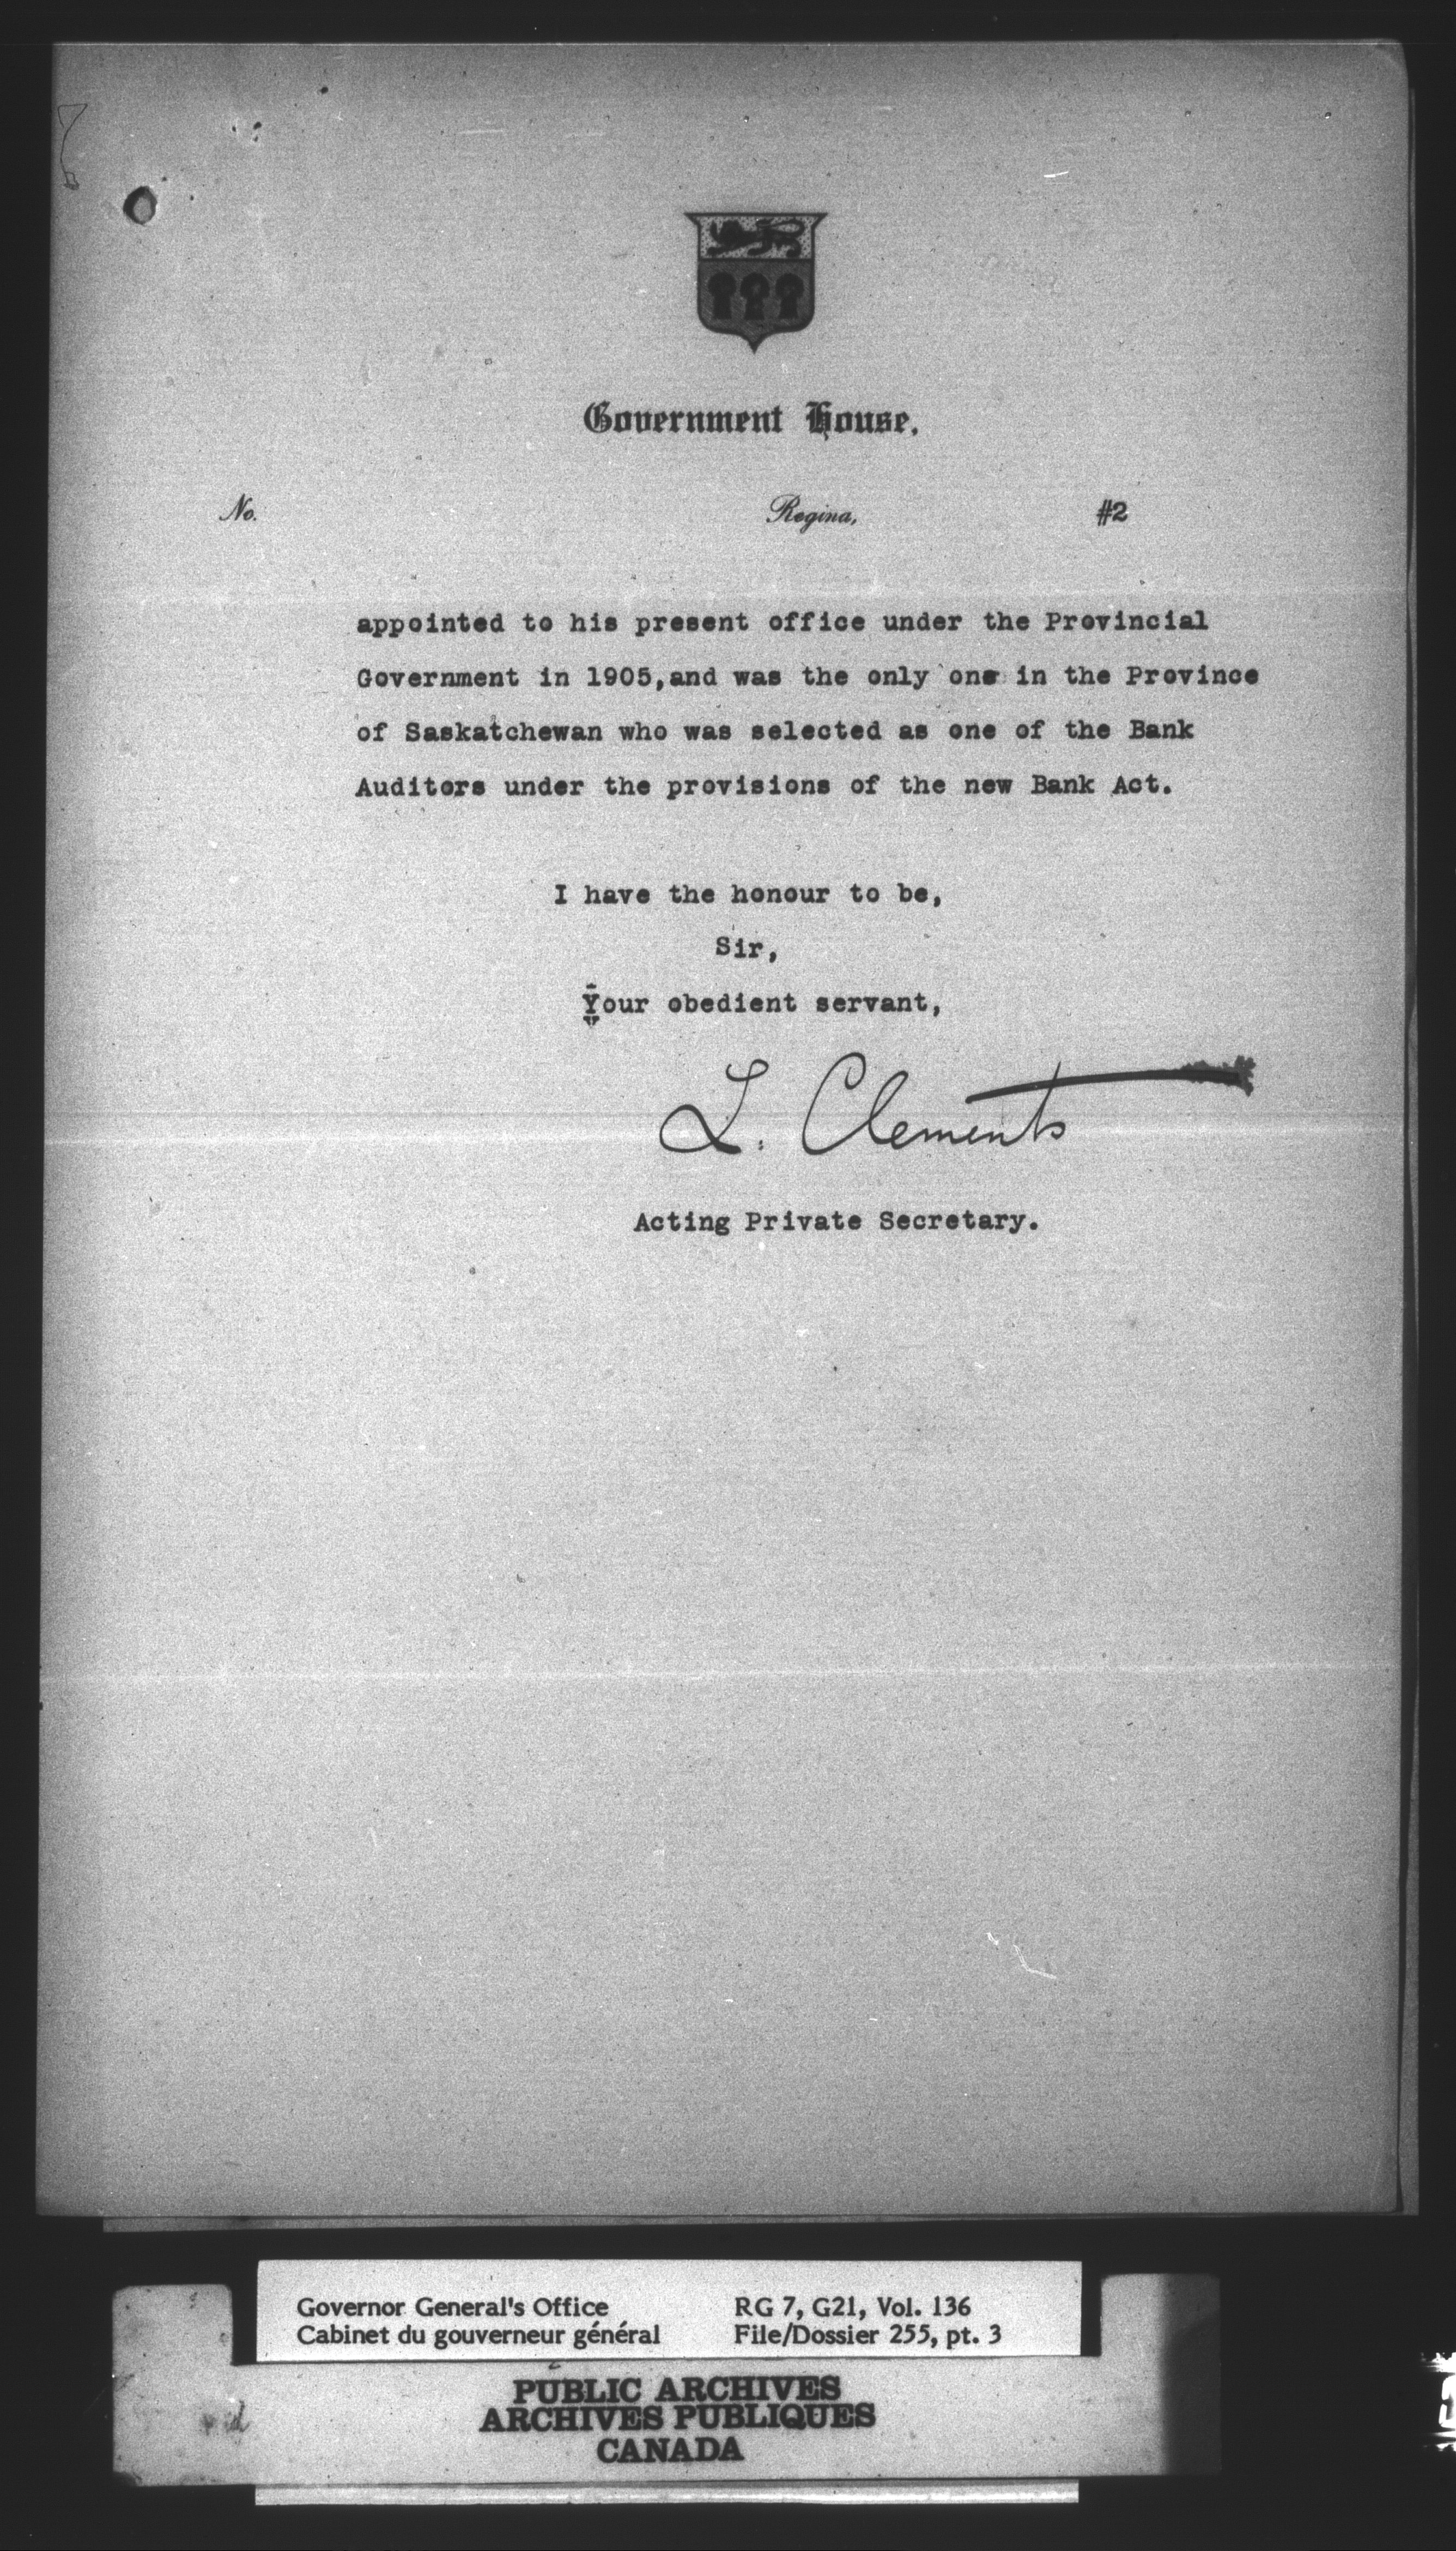 Government House.
No. Regina, #2
appointed to his present office under the Provincial
Government in 1905,and was the only one in the Province
of Saskatchewan who was selected as one of the Bank
Auditors under the provisions of the new Bank Act.
I have the honour to be,
Sir,
Your obedient servant,
L. Clements
Acting Private Secretary.
Governor General's Office RG 7, G21, Vol. 136
Cabinet du gouverneur général File/Dossier 255, pt. 3
PUBLIC ARCHIVES
ARCHIVES PUBLIQUES
CANADA